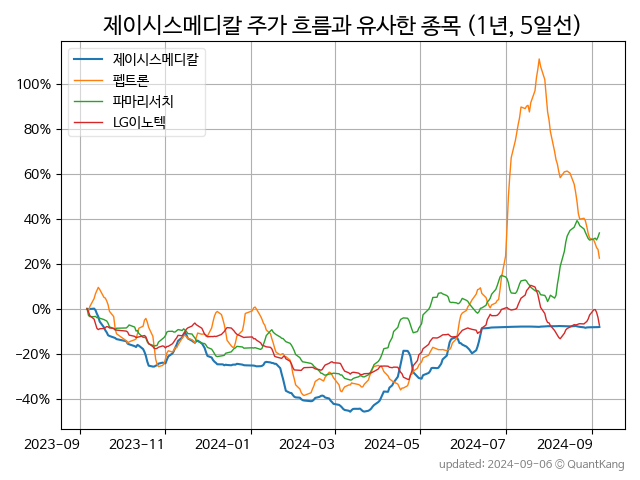 제이시스메디칼 주가 흐름과 유사한 종목 (1년, 5일선)
제이시스메디칼
펩트론
파마리서치
LG이노텍
100%
80%
60%
40%
20%
0%
−20%
−40%
2023-09
2023-11
2024-01
2024-03
2024-05
2024-07
2024-09
updated: 2024-09-06 © QuantKang